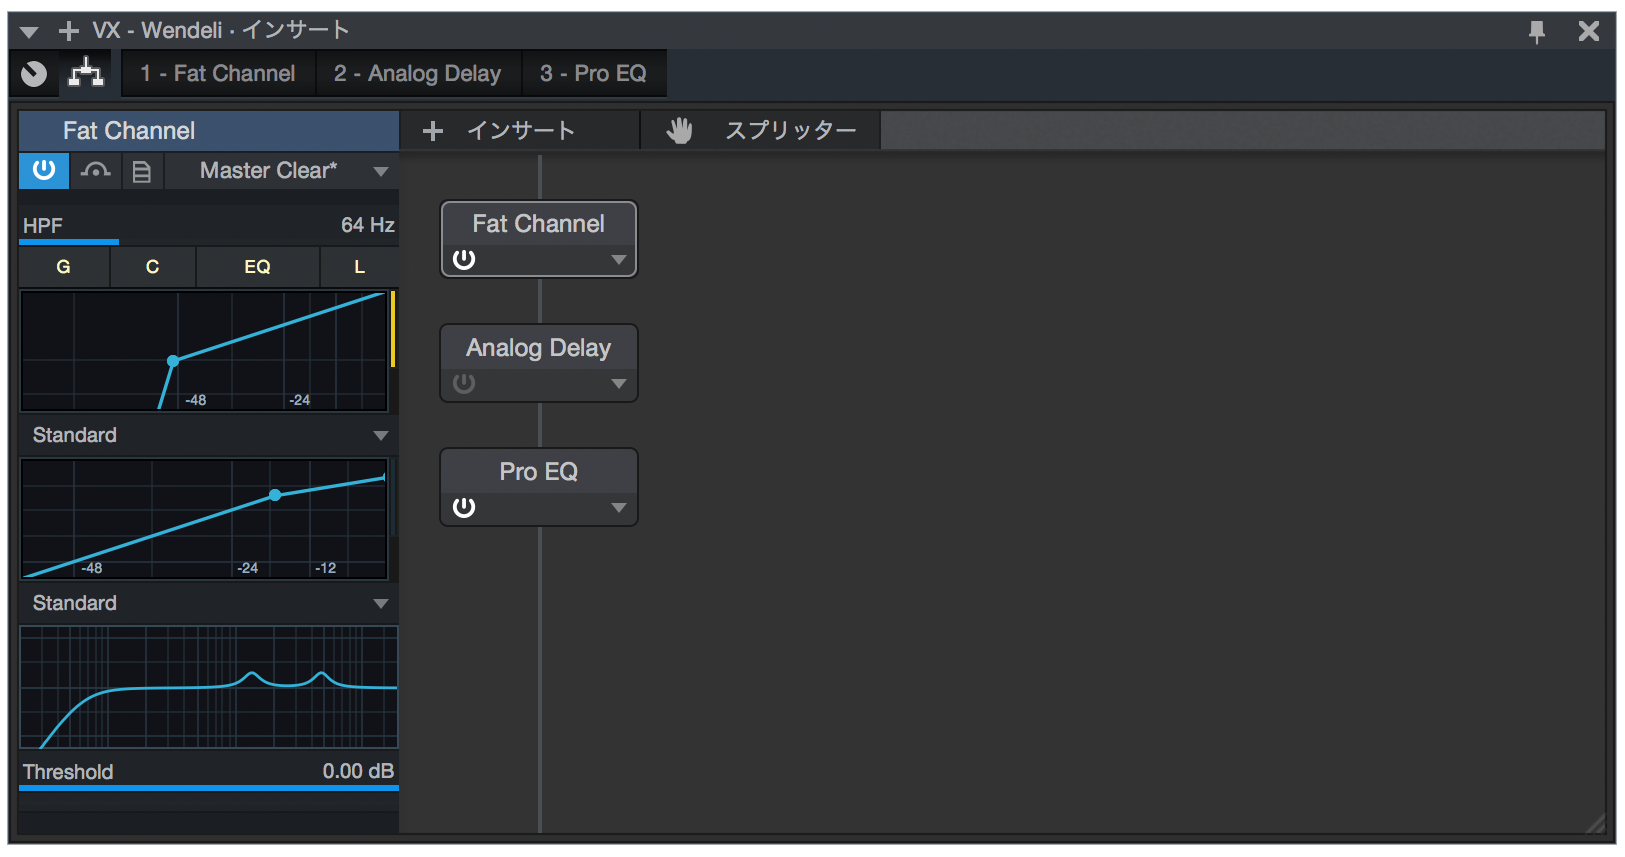 VX - Wendeli · インサート
1 - Fat Channel 2 - Analog Delay 3 - Pro EQ
Fat Channel
インサート スプリッター
Master Clear*
HPF 64 Hz
G C EQ L
-48 -24
Standard
-48 -24 -12
Standard
Threshold 0.00 dB
Fat Channel
Analog Delay
Pro EQ